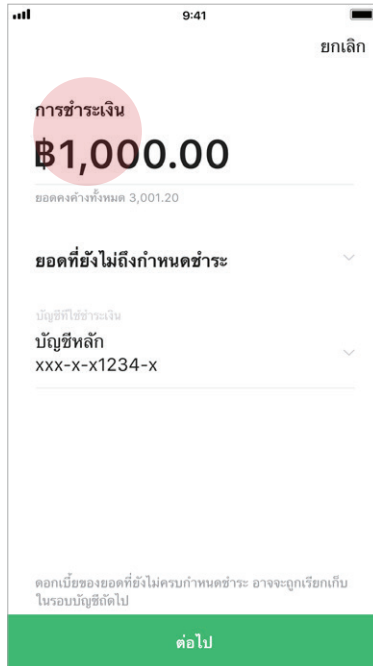 9:41
ยกเลิก
การชำระเงิน
฿1,000.00
ยอดคงค้างทั้งหมด 3,001.20
ยอดที่ยังไม่ถึงกำหนดชำระ
บัญชีที่ใช้ชำระเงิน
บัญชีหลัก
xxx-x-x1234-x
ดอกเบี้ยของยอดที่ยังไม่ครบกำหนดชำระ อาจจะถูกเรียกเก็บ
ในรอบบัญชีถัดไป
ต่อไป